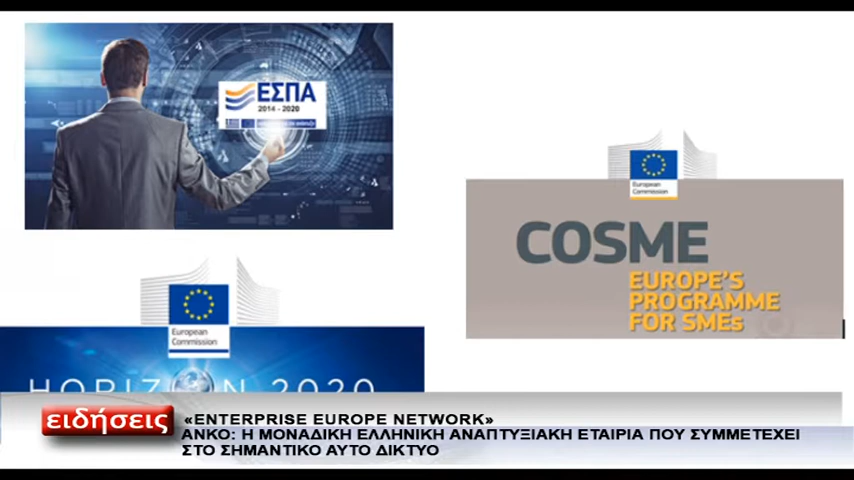 ΕΣΠΑ
2014 - 2020
European
Commission
COSME
EUROPE'S
PROGRAMME
FOR SMEs
European
Commission
HORIZON 2020
ειδήσεις
«ENTERPRISE EUROPE NETWORK»
ΑΝΚΟ: Η ΜΟΝΑΔΙΚΗ ΕΛΛΗΝΙΚΗ ΑΝΑΠΤΥΞΙΑΚΗ ΕΤΑΙΡΙΑ ΠΟΥ ΣΥΜΜΕΤΕΧΕΙ
ΣΤΟ ΣΗΜΑΝΤΙΚΟ ΑΥΤΟ ΔΙΚΤΥΟ